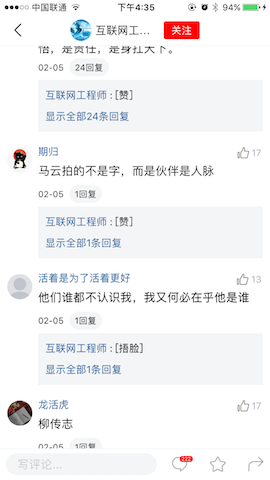 中国联通 下午4:35 94%
互联网工... 关注
悟，是责任，是身扛天下。
02-05 24回复
互联网工程师：[赞]
显示全部24条回复
期归 17
马云拍的不是字，而是伙伴是人脉
02-05 1回复
互联网工程师：[赞]
显示全部1条回复
活着是为了活着更好 13
他们谁都不认识我，我又何必在乎他是谁
02-05 1回复
互联网工程师：[捂脸]
显示全部1条回复
龙活虎 17
柳传志
02-05 1回复
写评论... 222